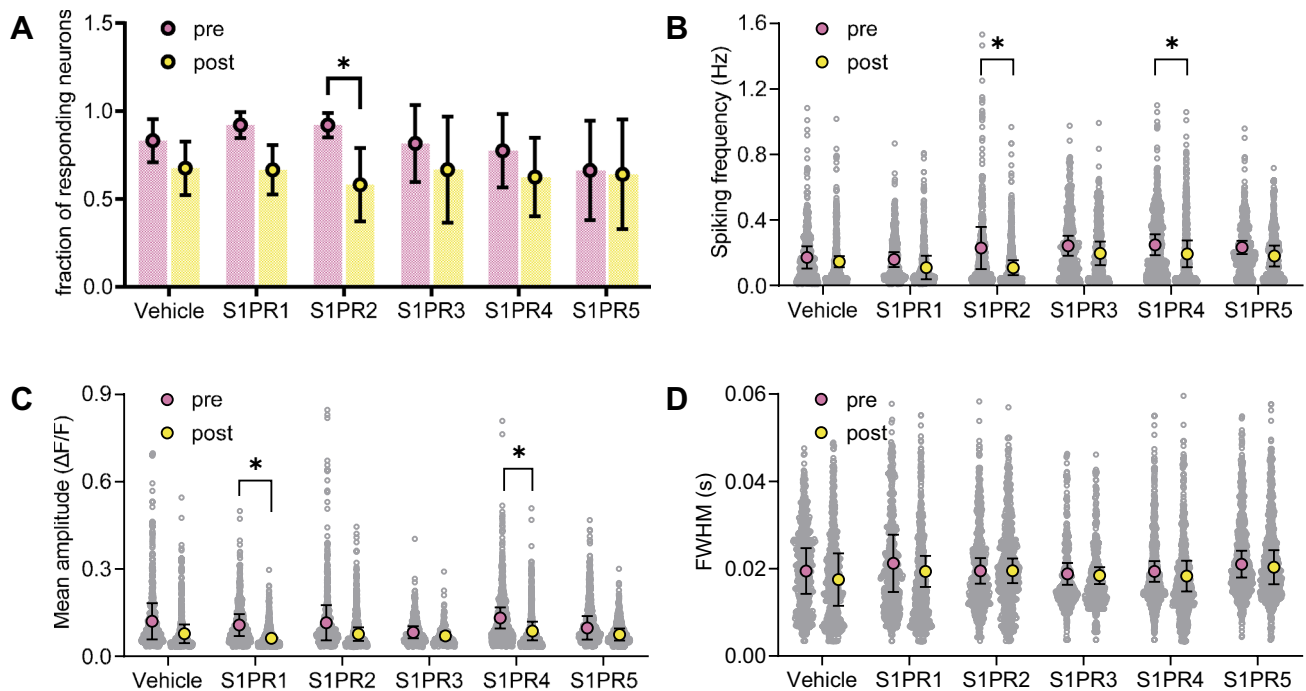 A
fraction of responding neurons
1.5
1.0
0.5
0.0
pre
post
*
Vehicle S1PR1 S1PR2 S1PR3 S1PR4 S1PR5
B
Spiking frequency (Hz)
1.6
1.2
0.8
0.4
0.0
pre
post
* *
Vehicle S1PR1 S1PR2 S1PR3 S1PR4 S1PR5
C
Mean amplitude (ΔF/F)
0.9
0.6
0.3
0.0
pre
post
* *
Vehicle S1PR1 S1PR2 S1PR3 S1PR4 S1PR5
D
FWHM (s)
0.06
0.04
0.02
0.00
pre
post
Vehicle S1PR1 S1PR2 S1PR3 S1PR4 S1PR5